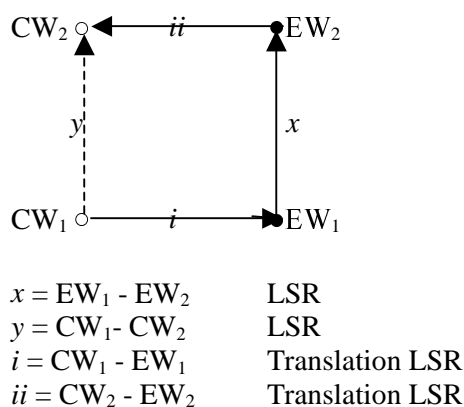 CW₂ ii EW₂
y x
CW₁ i EW₁
x = EW₁ - EW₂ LSR
y = CW₁- CW₂ LSR
i = CW₁ - EW₁ Translation LSR
ii = CW₂ - EW₂ Translation LSR